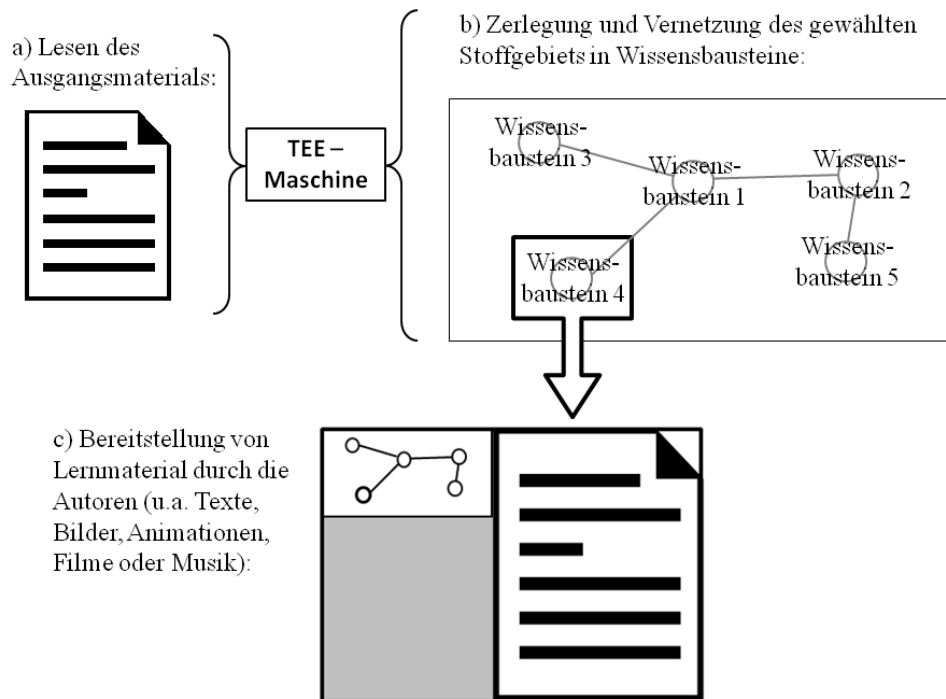 a) Lesen des
Ausgangsmaterials:
TEE –
Maschine
b) Zerlegung und Vernetzung des gewählten
Stoffgebiets in Wissensbausteine:
Wissens-
baustein 3
Wissens-
baustein 1
Wissens-
baustein 2
Wissens-
baustein 4
Wissens-
baustein 5
c) Bereitstellung von
Lernmaterial durch die
Autoren (u.a. Texte,
Bilder, Animationen,
Filme oder Musik):